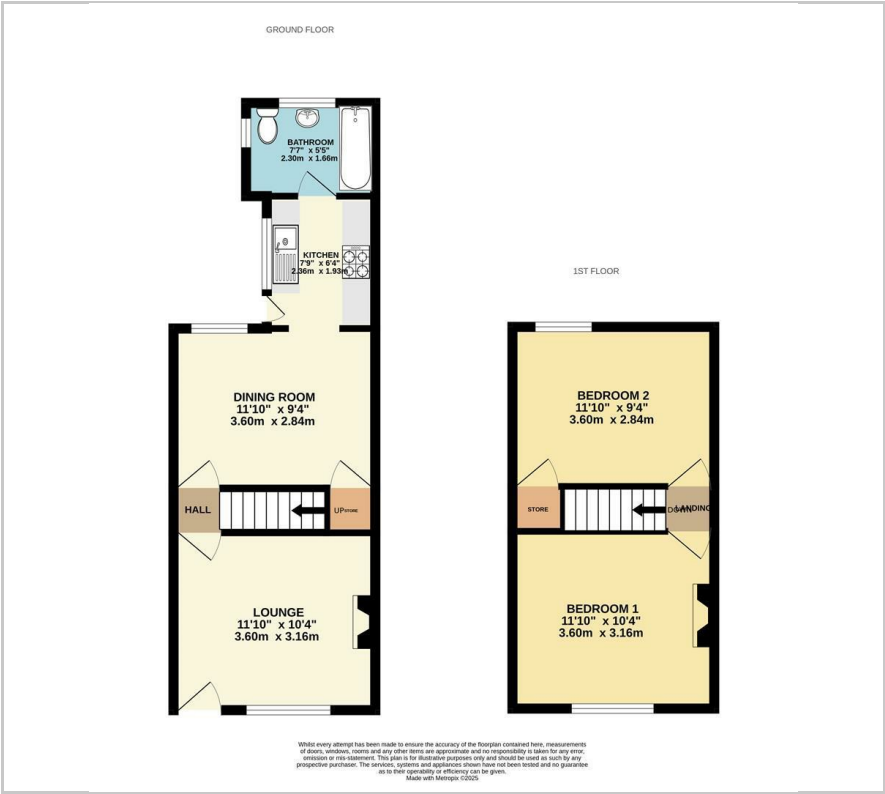 GROUND FLOOR
BATHROOM
7'7" x 5'5"
2.30m x 1.66m
KITCHEN
7'9" x 6'4"
2.36m x 1.93m
DINING ROOM
11'10" x 9'4"
3.60m x 2.84m
HALL
UP STORE
LOUNGE
11'10" x 10'4"
3.60m x 3.16m
1ST FLOOR
BEDROOM 2
11'10" x 9'4"
3.60m x 2.84m
STORE
DOWN LANDING
BEDROOM 1
11'10" x 10'4"
3.60m x 3.16m
Whilst every attempt has been made to ensure the accuracy of the floorplan contained here, measurements
of doors, windows, rooms and any other items are approximate and no responsibility is taken for any error,
omission or mis-statement. This plan is for illustrative purposes only and should be used as such by any
prospective purchaser. The services, systems and appliances shown have not been tested and no guarantee
as to their operability or efficiency can be given.
Made with Metropix ©2025